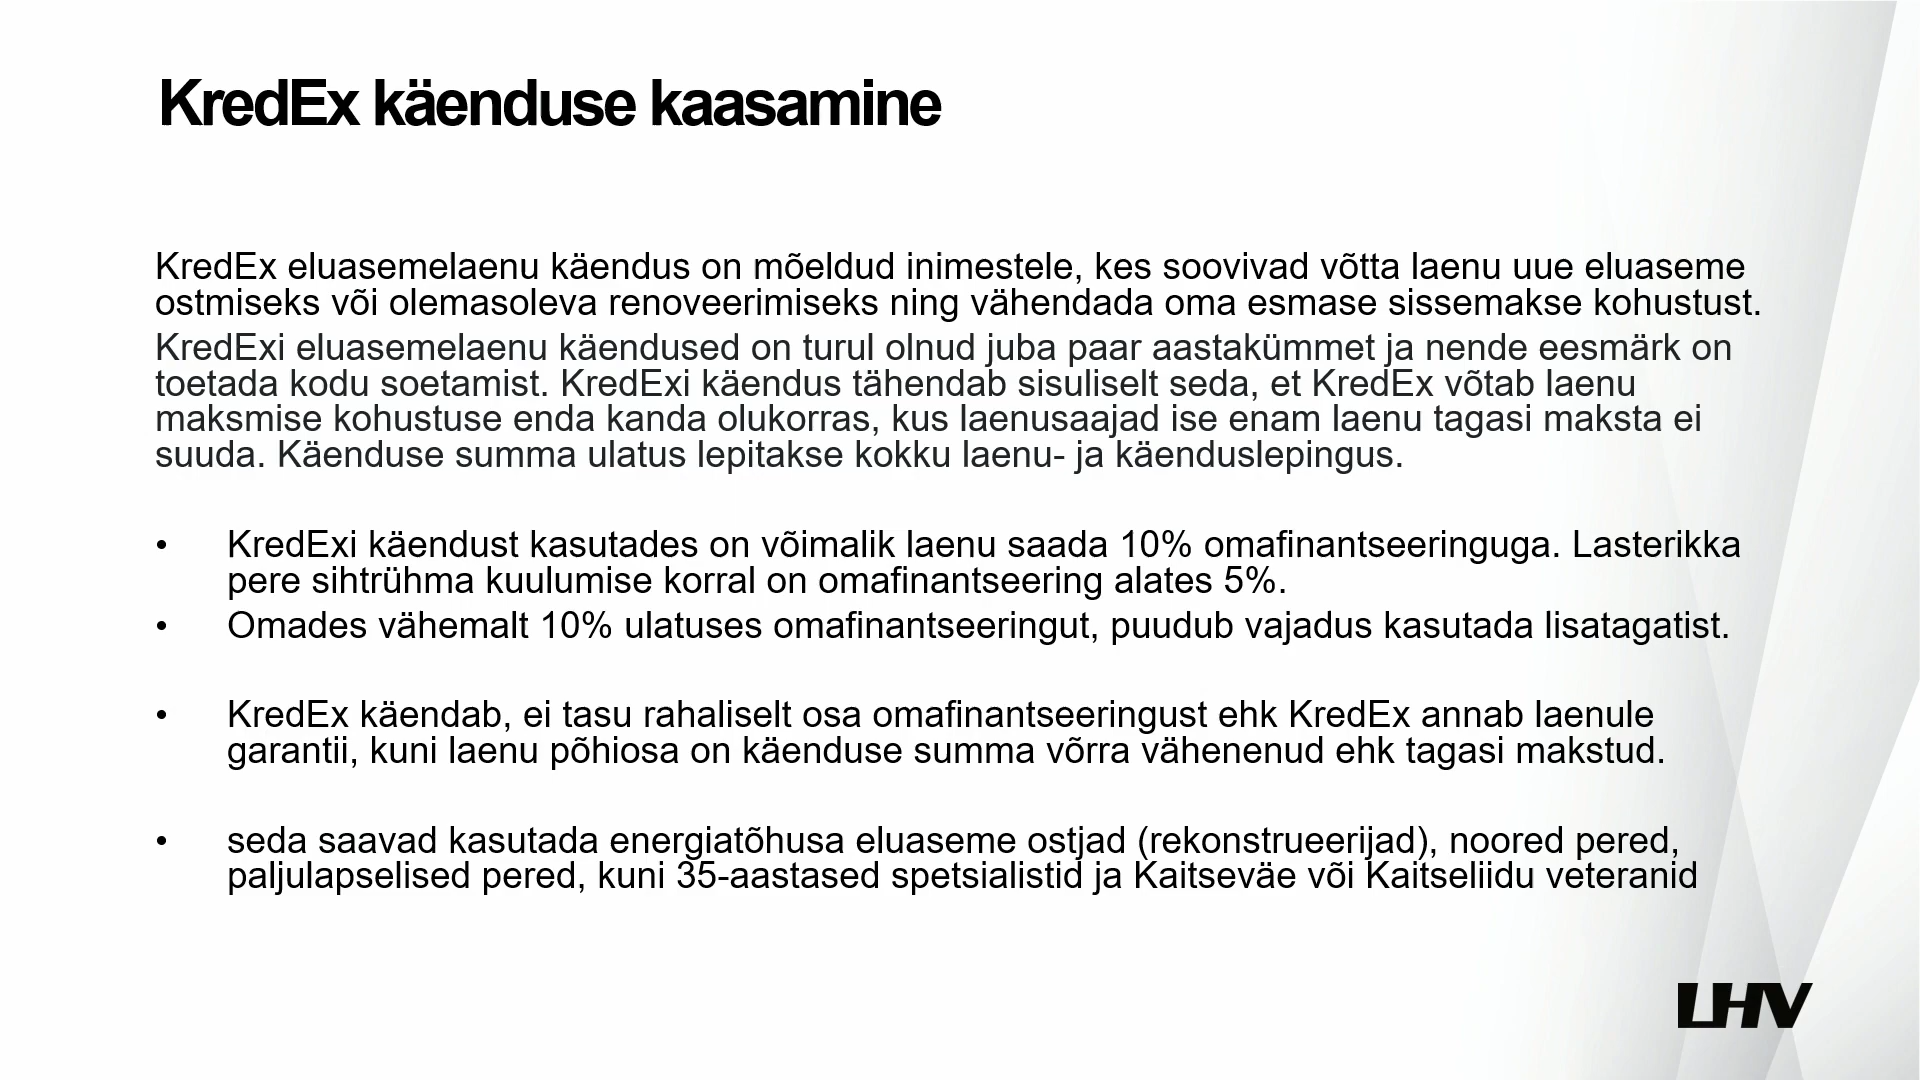 KredEx käenduse kaasamine
KredEx eluasemelaenu käendus on mõeldud inimestele, kes soovivad võtta laenu uue eluaseme
ostmiseks või olemasoleva renoveerimiseks ning vähendada oma esmase sissemakse kohustust.
KredExi eluasemelaenu käendused on turul olnud juba paar aastakümmet ja nende eesmärk on
toetada kodu soetamist. KredExi käendus tähendab sisuliselt seda, et KredEx võtab laenu
maksmise kohustuse enda kanda olukorras, kus laenusaajad ise enam laenu tagasi maksta ei
suuda. Käenduse summa ulatus lepitakse kokku laenu- ja käenduslepingus.
• KredExi käendust kasutades on võimalik laenu saada 10% omafinantseeringuga. Lasterikka
pere sihtrühma kuulumise korral on omafinantseering alates 5%.
• Omades vähemalt 10% ulatuses omafinantseeringut, puudub vajadus kasutada lisatagatist.
• KredEx käendab, ei tasu rahaliselt osa omafinantseeringust ehk KredEx annab laenule
garantii, kuni laenu põhiosa on käenduse summa võrra vähenenud ehk tagasi makstud.
• seda saavad kasutada energiatõhusa eluaseme ostjad (rekonstrueerijad), noored pered,
paljulapselised pered, kuni 35-aastased spetsialistid ja Kaitseväe või Kaitseliidu veteranid
LHV